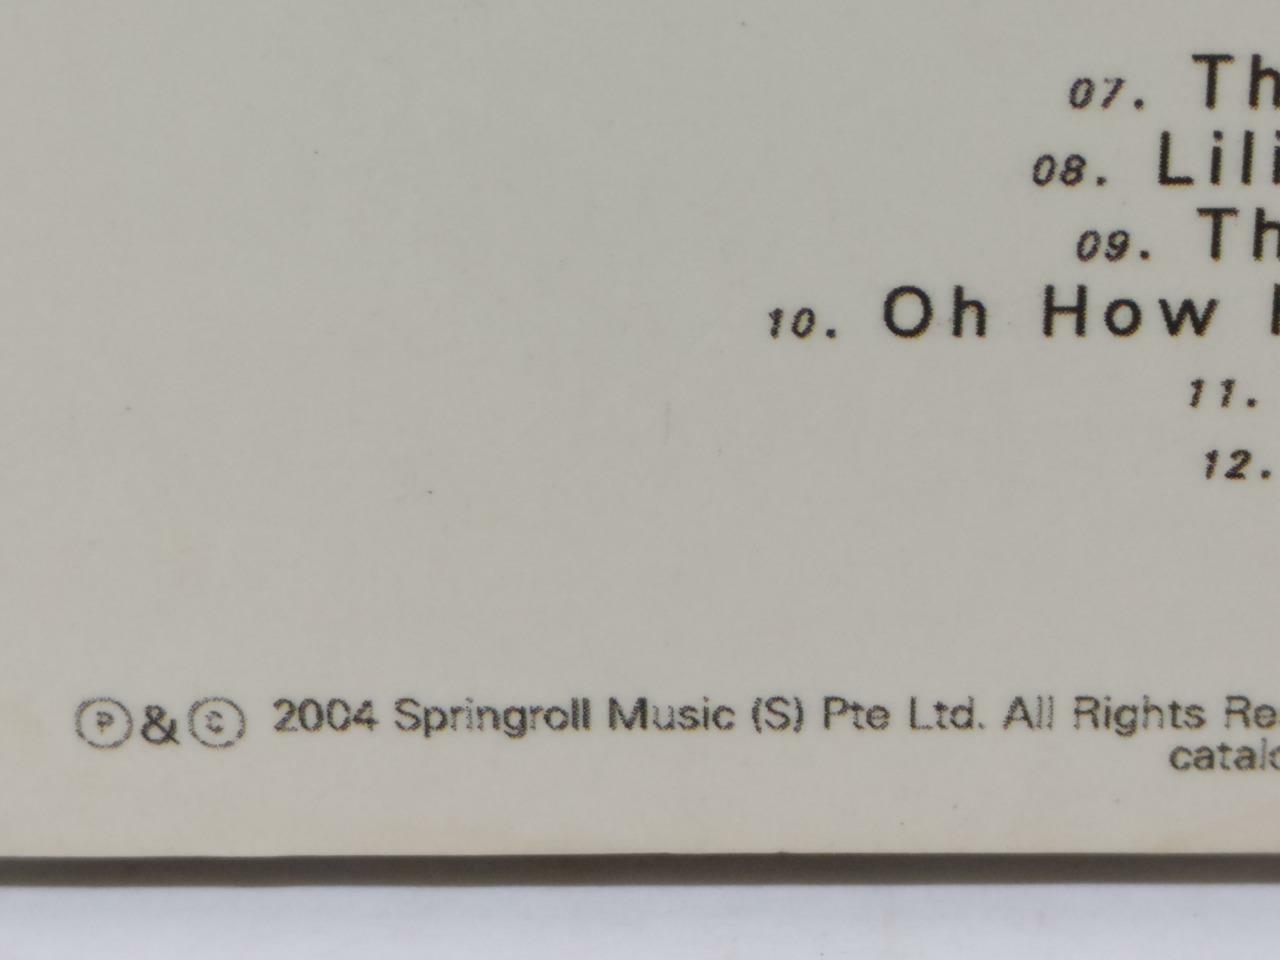 07. Th
08. Lili
09. Th
10. Oh How
11.
12.
℗ & © 2004 Springroll Music (S) Pte Ltd. All Rights Re
catalo